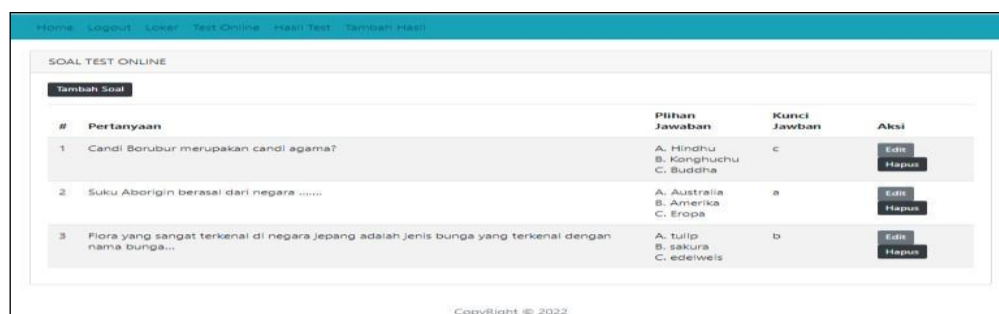 Home Logout Loker Test Online Hasil Test Tambah Hasil
SOAL TEST ONLINE
Tambah Soal
# Pertanyaan Plihan Jawaban Kunci Jawban Aksi
1 Candi Borubur merupakan candi agama? A. Hindhu c Edit
B. Konghuchu Hapus
C. Buddha
2 Suku Aborigin berasal dari negara ....... A. Australia a Edit
B. Amerika Hapus
C. Eropa
3 Flora yang sangat terkenal di negara jepang adalah jenis bunga yang terkenal dengan A. tulip b Edit
nama bunga... B. sakura Hapus
C. edelweis
CopyRight © 2022